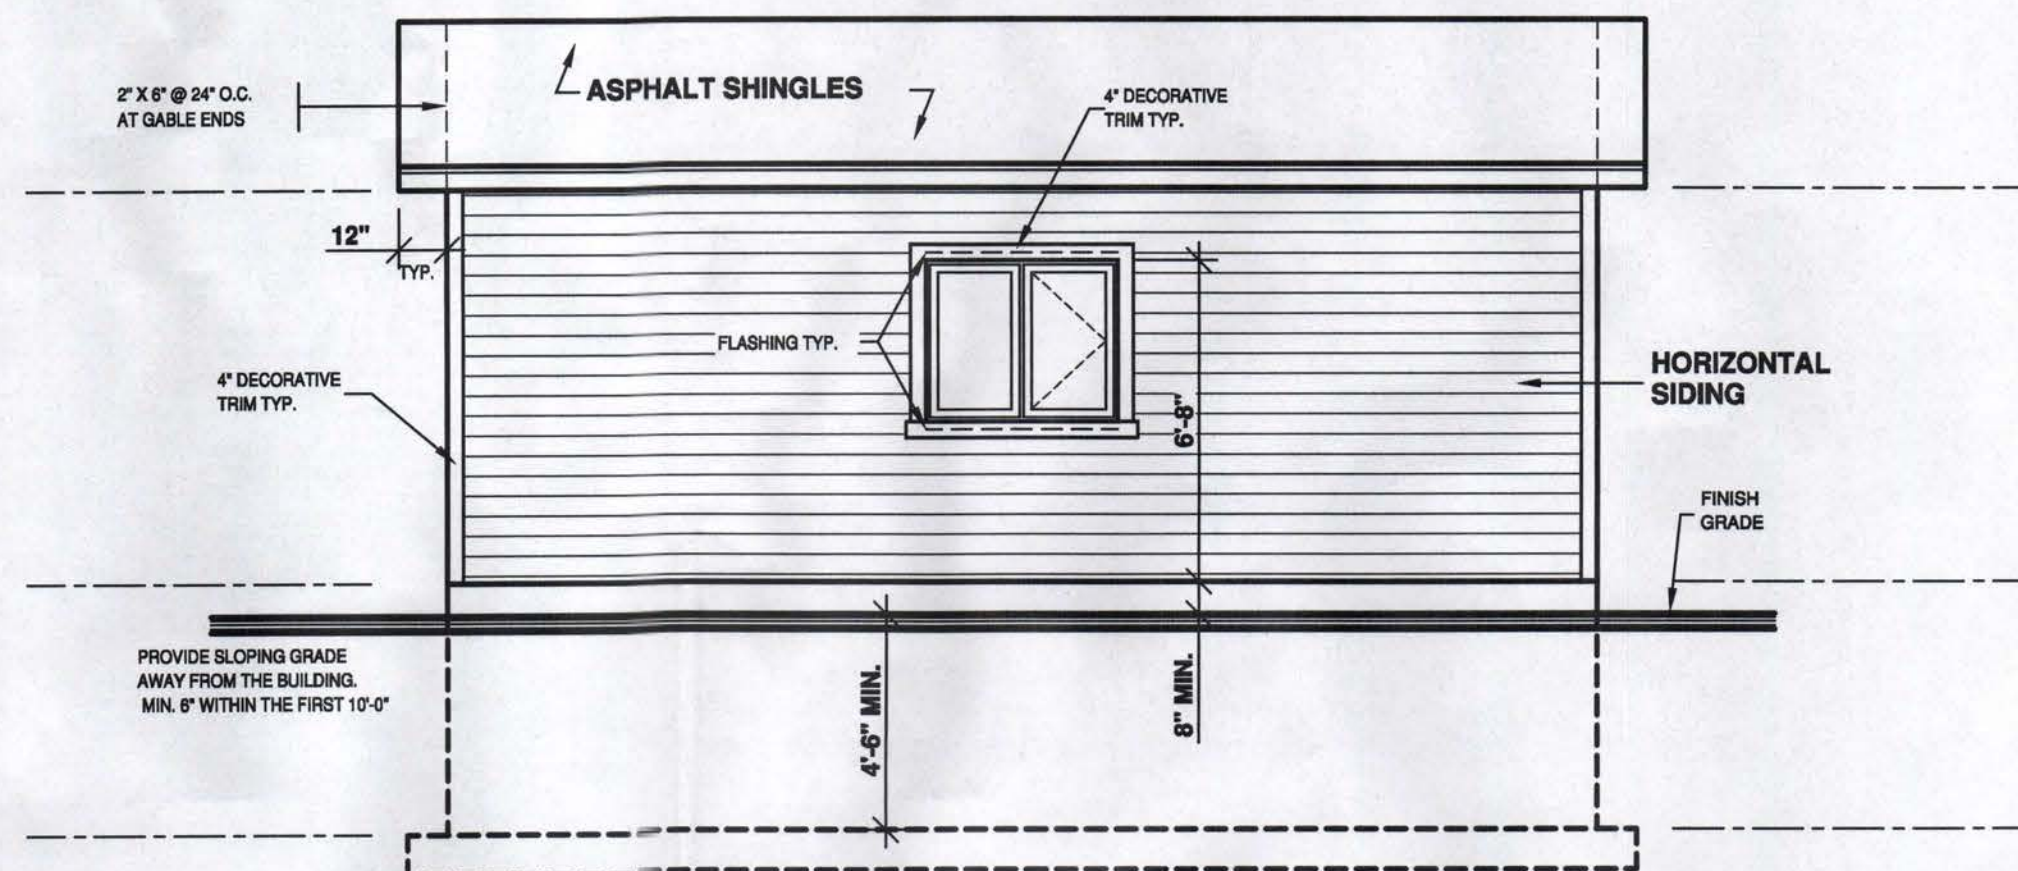 2" X 6" @ 24" O.C.
AT GABLE ENDS
ASPHALT SHINGLES
4" DECORATIVE
TRIM TYP.
12"
TYP.
FLASHING TYP.
4" DECORATIVE
TRIM TYP.
HORIZONTAL
SIDING
6'-8"
FINISH
GRADE
PROVIDE SLOPING GRADE
AWAY FROM THE BUILDING.
MIN. 6" WITHIN THE FIRST 10'-0"
4'-6" MIN.
8" MIN.